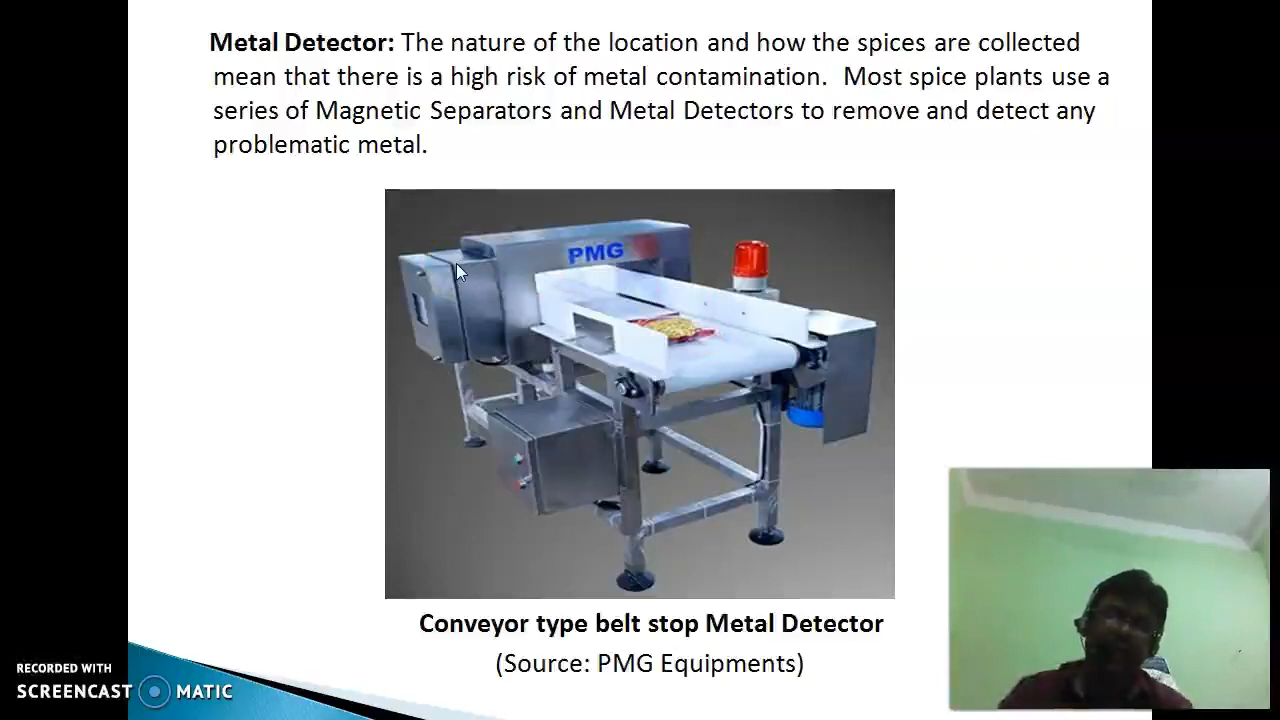 Metal Detector: The nature of the location and how the spices are collected
mean that there is a high risk of metal contamination. Most spice plants use a
series of Magnetic Separators and Metal Detectors to remove and detect any
problematic metal.
PMG
Conveyor type belt stop Metal Detector
(Source: PMG Equipments)
RECORDED WITH
SCREENCAST MATIC